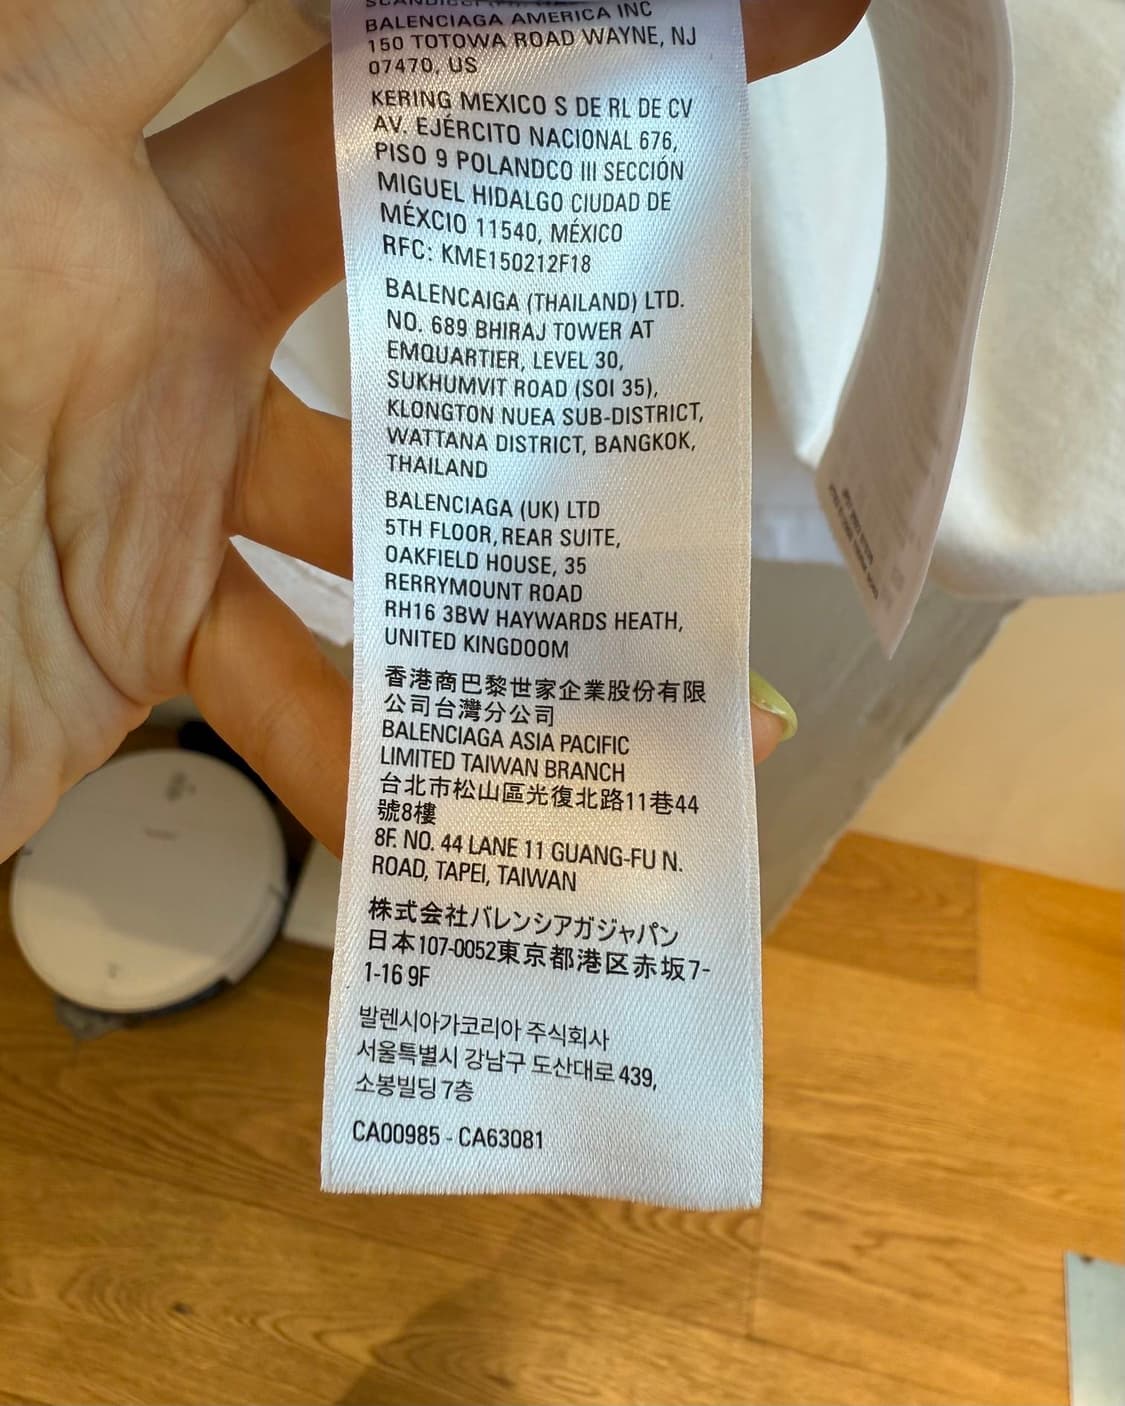 BALENCIAGA AMERICA INC
150 TOTOWA ROAD WAYNE, NJ
07470, US
KERING MEXICO S DE RL DE CV
AV. EJÉRCITO NACIONAL 676,
PISO 9 POLANDCO III SECCIÓN
MIGUEL HIDALGO CIUDAD DE
MÉXCIO 11540, MÉXICO
RFC: KME150212F18
BALENCAIGA (THAILAND) LTD.
NO. 689 BHIRAJ TOWER AT
EMQUARTIER, LEVEL 30,
SUKHUMVIT ROAD (SOI 35),
KLONGTON NUEA SUB-DISTRICT,
WATTANA DISTRICT, BANGKOK,
THAILAND
BALENCIAGA (UK) LTD
5TH FLOOR, REAR SUITE,
OAKFIELD HOUSE, 35
RERRYMOUNT ROAD
RH16 3BW HAYWARDS HEATH,
UNITED KINGDOOM
香港商巴黎世家企業股份有限
公司台灣分公司
BALENCIAGA ASIA PACIFIC
LIMITED TAIWAN BRANCH
台北市松山區光復北路11巷44
號8樓
8F. NO. 44 LANE 11 GUANG-FU N.
ROAD, TAPEI, TAIWAN
株式会社バレンシアガジャパン
日本107-0052東京都港区赤坂7-
1-16 9F
발렌시아가코리아 주식회사
서울특별시 강남구 도산대로 439,
소봉빌딩 7층
CA00985 - CA63081